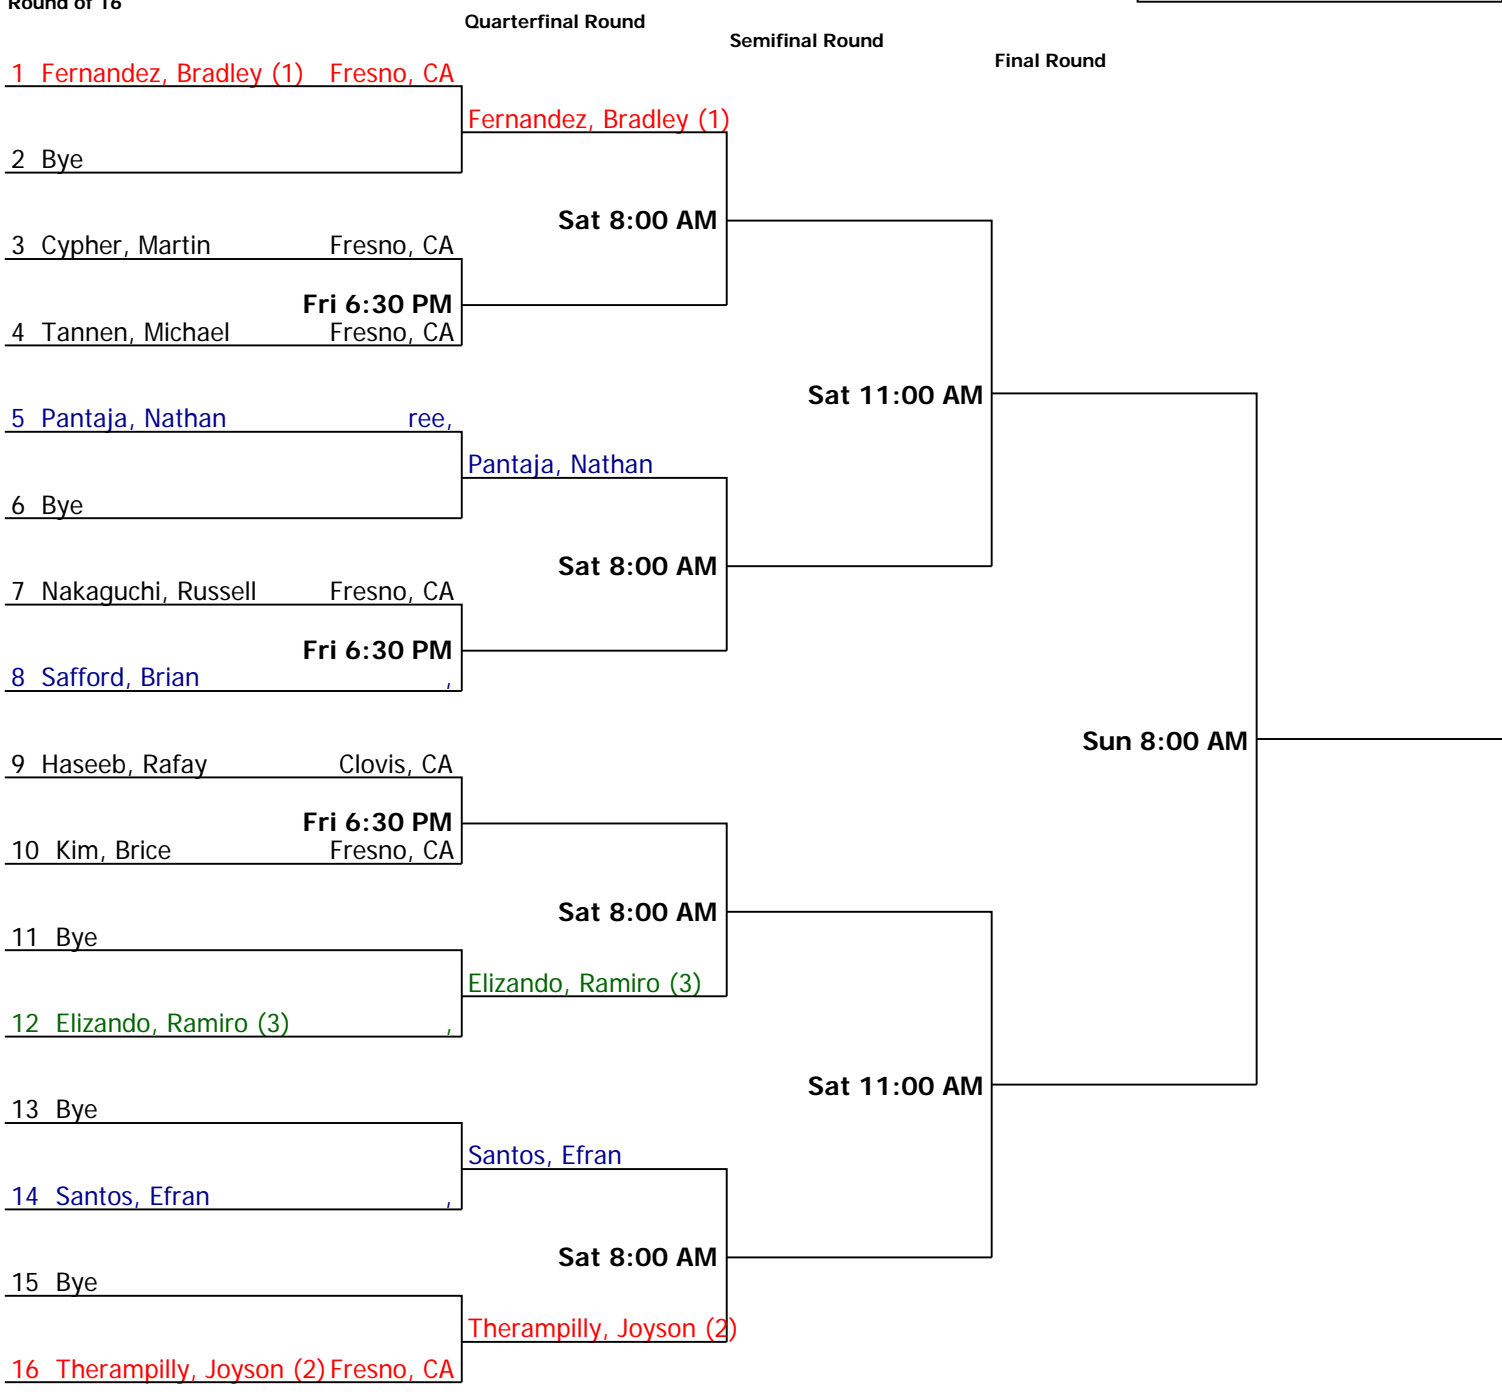 Round of 16
Quarterfinal Round
Semifinal Round
Final Round
1 Fernandez, Bradley (1) Fresno, CA
Fernandez, Bradley (1)
2 Bye
Sat 8:00 AM
3 Cypher, Martin Fresno, CA
Fri 6:30 PM
4 Tannen, Michael Fresno, CA
Sat 11:00 AM
5 Pantaja, Nathan ree,
Pantaja, Nathan
6 Bye
Sat 8:00 AM
7 Nakaguchi, Russell Fresno, CA
Fri 6:30 PM
8 Safford, Brian ,
Sun 8:00 AM
9 Haseeb, Rafay Clovis, CA
Fri 6:30 PM
10 Kim, Brice Fresno, CA
Sat 8:00 AM
11 Bye
Elizando, Ramiro (3)
12 Elizando, Ramiro (3) ,
Sat 11:00 AM
13 Bye
Santos, Efran
14 Santos, Efran ,
Sat 8:00 AM
15 Bye
Therampilly, Joyson (2)
16 Therampilly, Joyson (2) Fresno, CA